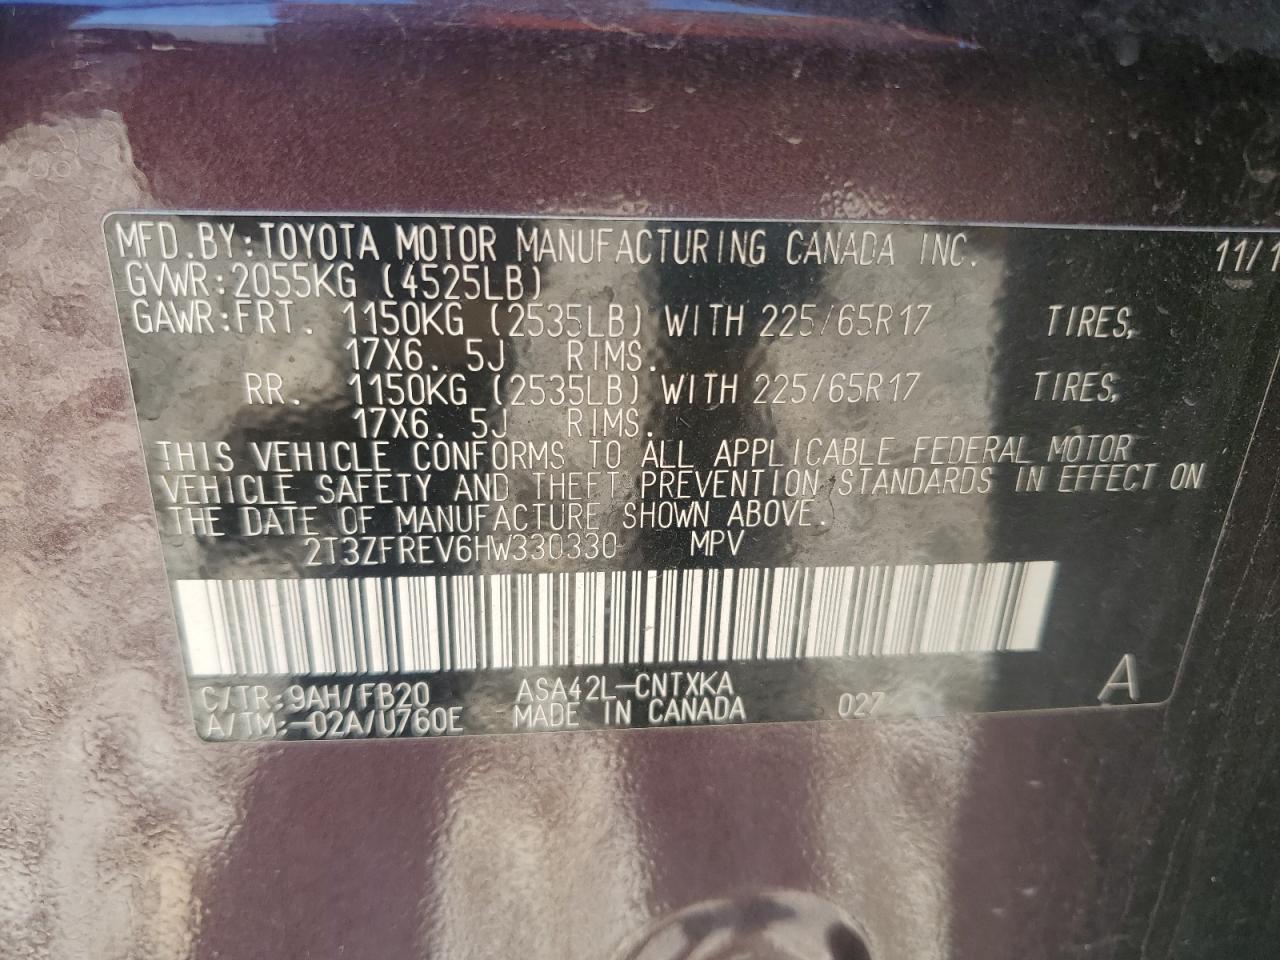 MFD.BY:TOYOTA MOTOR MANUFACTURING CANADA INC. 11/1
GVWR:2055KG (4525LB)
GAWR:FRT. 1150KG (2535LB) WITH 225/65R17 TIRES,
17X6.5J RIMS.
RR. 1150KG (2535LB) WITH 225/65R17 TIRES,
17X6.5J RIMS.
THIS VEHICLE CONFORMS TO ALL APPLICABLE FEDERAL MOTOR
VEHICLE SAFETY AND THEFT PREVENTION STANDARDS IN EFFECT ON
THE DATE OF MANUFACTURE SHOWN ABOVE.
2T3ZFREV6HW330330 MPV
C/TR:9AH/FB20 ASA42L-CNTXKA A
A/TM:-02A/U760E MADE IN CANADA 027